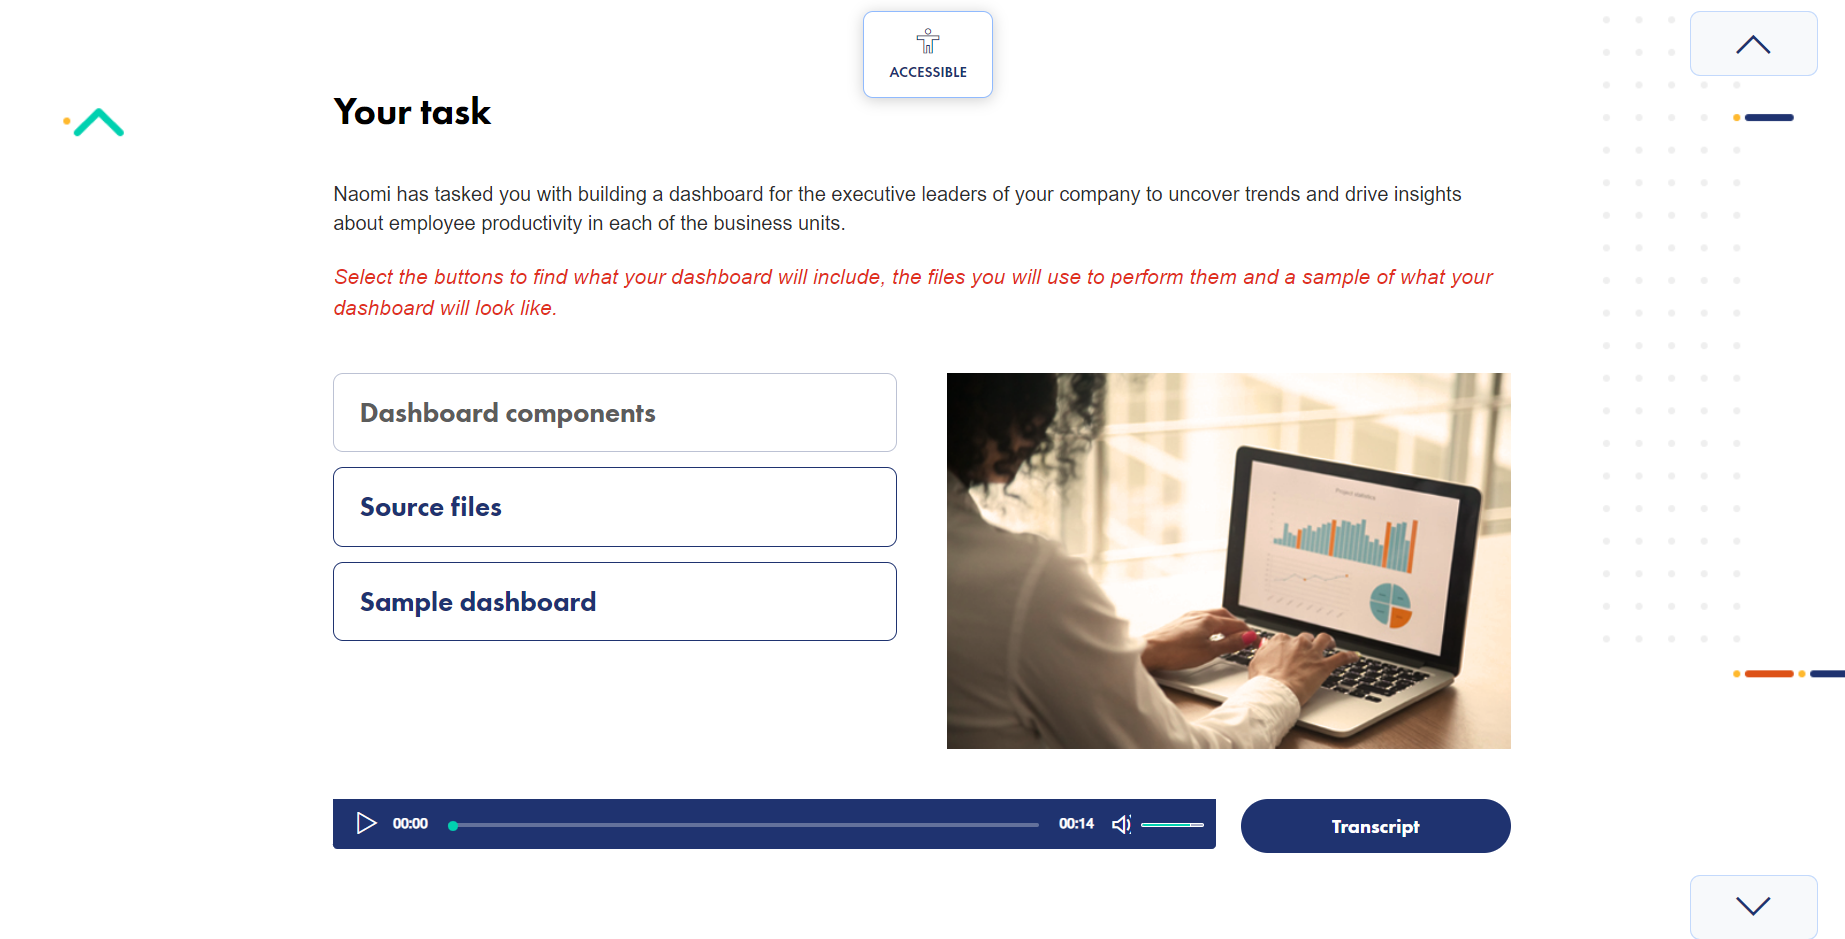 ACCESSIBLE
Your task
Naomi has tasked you with building a dashboard for the executive leaders of your company to uncover trends and drive insights
about employee productivity in each of the business units.
Select the buttons to find what your dashboard will include, the files you will use to perform them and a sample of what your
dashboard will look like.
Dashboard components
Source files
Sample dashboard
Project statistics
00:00
00:14
Transcript